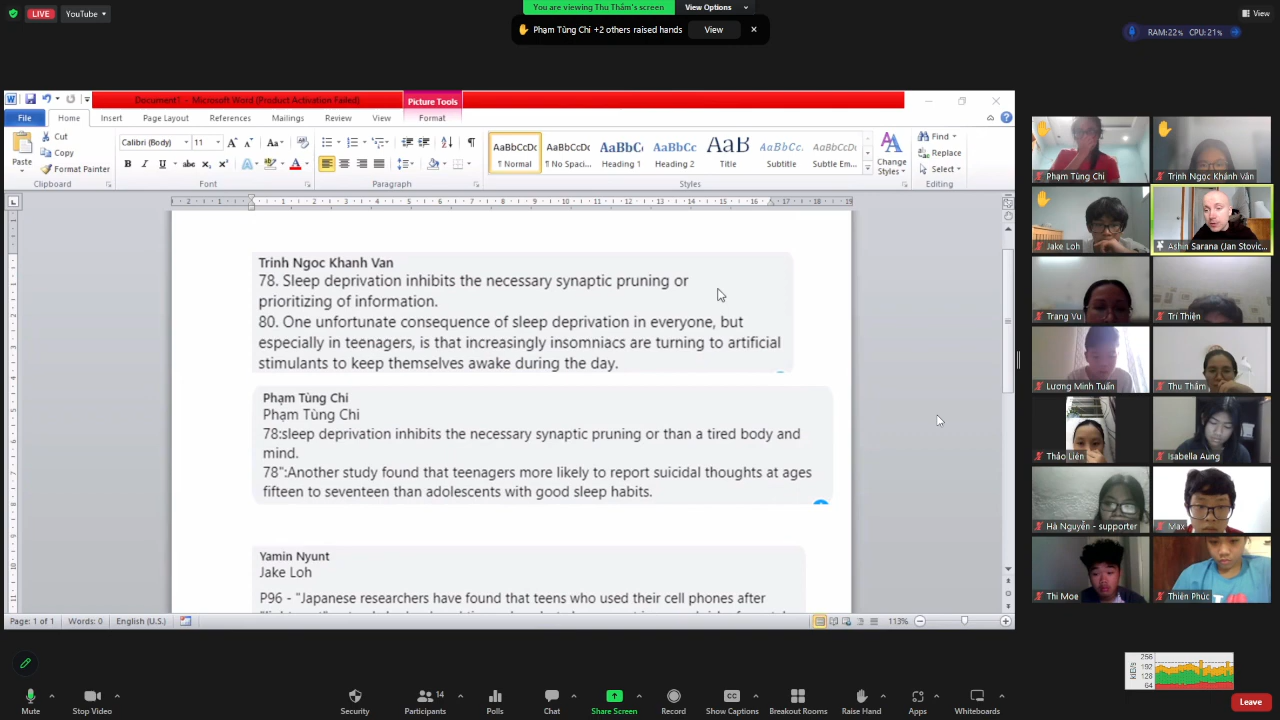 LIVE
YouTube
You are viewing Thu Thắm's screen
View Options
View
Phạm Tùng Chi +2 others raised hands
View
RAM:22% CPU:21%
Document1 - Microsoft Word (Product Activation Failed)
Picture Tools
File
Home
Insert
Page Layout
References
Mailings
Review
View
Format
Paste
Cut
Copy
Format Painter
Clipboard
Calibri (Body)
11
Font
Paragraph
AaBbCcDc
¶ Normal
AaBbCcDc
¶ No Spaci...
AaBbCc
Heading 1
AaBbCc
Heading 2
AaB
Title
AaBbCc.
Subtitle
AaBbCcDc
Subtle Em...
Change
Styles
Styles
Find
Replace
Select
Editing
Trinh Ngoc Khanh Van
78. Sleep deprivation inhibits the necessary synaptic pruning or
prioritizing of information.
80. One unfortunate consequence of sleep deprivation in everyone, but
especially in teenagers, is that increasingly insomniacs are turning to artificial
stimulants to keep themselves awake during the day.
Phạm Tùng Chi
Phạm Tùng Chi
78:sleep deprivation inhibits the necessary synaptic pruning or than a tired body and
mind.
78":Another study found that teenagers more likely to report suicidal thoughts at ages
fifteen to seventeen than adolescents with good sleep habits.
Yamin Nyunt
Jake Loh
P96 - "Japanese researchers have found that teens who used their cell phones after
Page: 1 of 1
Words: 0
English (U.S.)
113%
Phạm Tùng Chi
Trịnh Ngọc Khánh Vân
Jake Loh
Ashin Sarana (Jan Stovic...
Trang Vu
Trí Thiện
Lương Minh Tuấn
Thu Thắm
Thảo Liên
Isabella Aung
Hà Nguyễn - supporter
Max
Thi Moe
Thiên Phúc
kiB/s
256
192
128
64
Mute
Stop Video
Security
Participants
14
Polls
Chat
Share Screen
Record
CC
Show Captions
Breakout Rooms
Raise Hand
Apps
Whiteboards
Leave